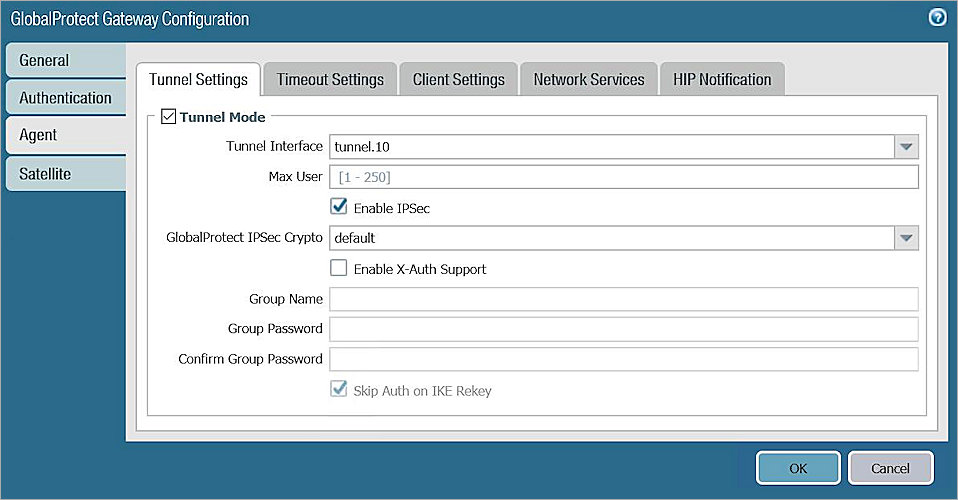 GlobalProtect Gateway Configuration
?
General
Authentication
Agent
Satellite
Tunnel Settings
Timeout Settings
Client Settings
Network Services
HIP Notification
Tunnel Mode
Tunnel Interface
tunnel.10
Max User
[1 - 250]
Enable IPSec
GlobalProtect IPSec Crypto
default
Enable X-Auth Support
Group Name
Group Password
Confirm Group Password
Skip Auth on IKE Rekey
OK
Cancel